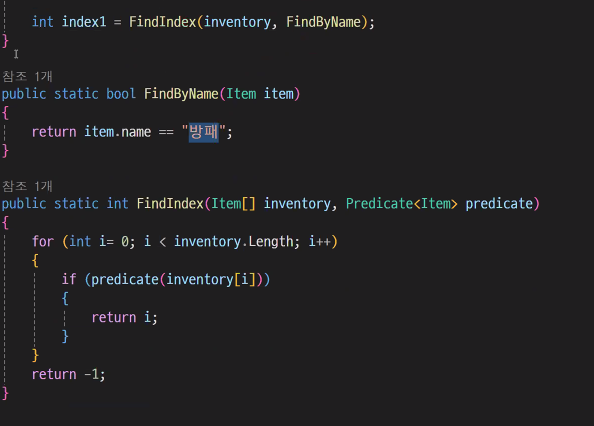 int index1 = FindIndex(inventory, FindByName);
}
참조 1개
public static bool FindByName(Item item)
{
return item.name == "방패";
}
참조 1개
public static int FindIndex(Item[] inventory, Predicate<Item> predicate)
{
for (int i= 0; i < inventory.Length; i++)
{
if (predicate(inventory[i]))
{
return i;
}
}
return -1;
}